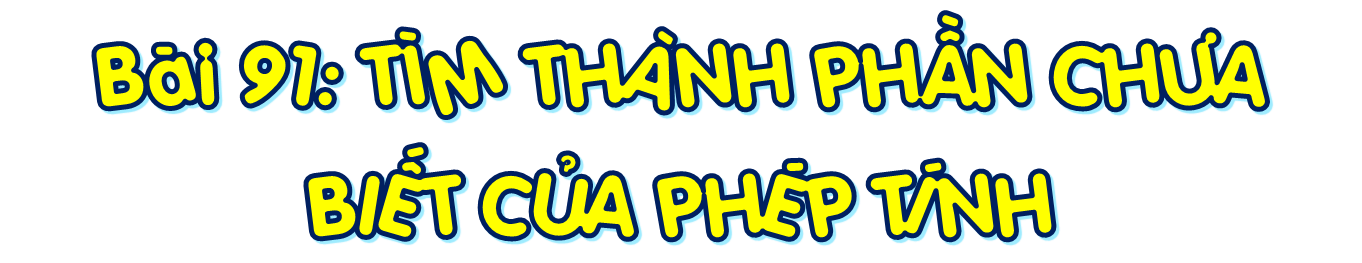 Bài 91: TÌM THÀNH PHẦN CHƯA
BIẾT CỦA PHÉP TÍNH